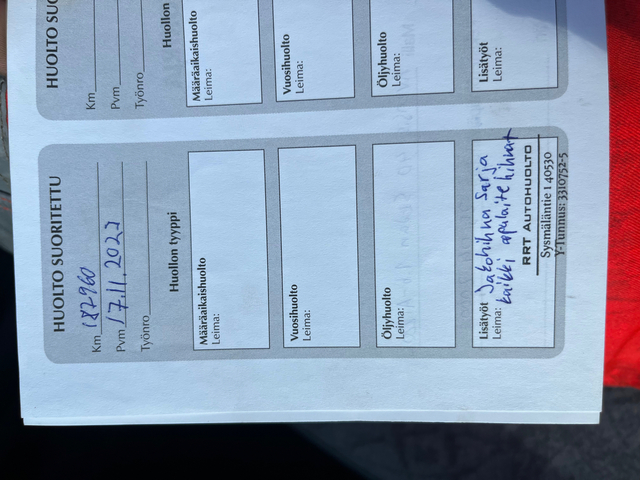 HUOLTO SUORITETTU
Km 187960
Pvm 17.11.2022
Työnro
Huollon tyyppi
Määräaikaishuolto
Leima:
Vuosihuolto
Leima:
Öljyhuolto
Leima:
Lisätyöt Jakohihna sarja
Leima: kaikki apulaite hihnat
RRT AUTOHUOLTO
Sysmäläntie 1 40530
Y-Tunnus: 3310752-5
HUOLTO SUO
Km
Pvm
Työnro
Huollon
Määräaikaishuolto
Leima:
Vuosihuolto
Leima:
Öljyhuolto
Leima:
Lisätyöt
Leima: